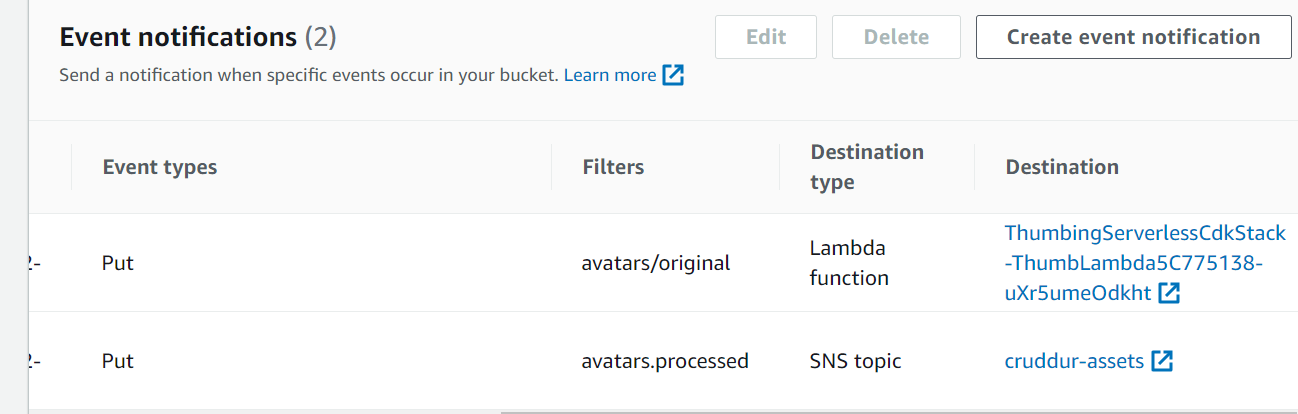 Event notifications (2)
Edit
Delete
Create event notification
Send a notification when specific events occur in your bucket. Learn more
Event types
Filters
Destination
type
Destination
2-
Put
avatars/original
Lambda
function
ThumbingServerlessCdkStack
-ThumbLambda5C775138-
uXr5umeOdkht
2-
Put
avatars.processed
SNS topic
cruddur-assets